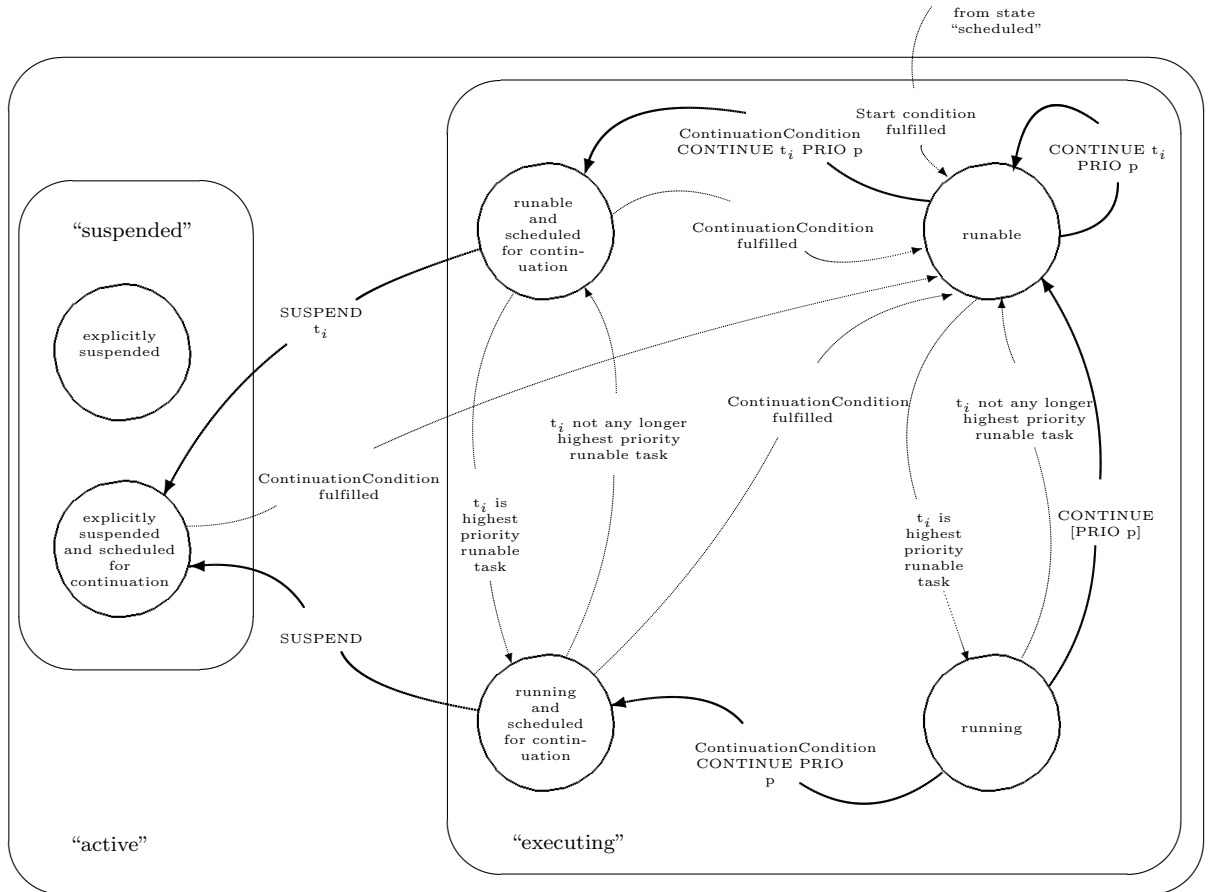 from state
“scheduled”
Start condition
fulfilled
ContinuationCondition
CONTINUE t_i PRIO p
CONTINUE t_i
PRIO p
“suspended”
runable
and
scheduled
for contin-
uation
ContinuationCondition
fulfilled
runable
SUSPEND
t_i
explicitly
suspended
ContinuationCondition
fulfilled
t_i not any longer
highest priority
runable task
t_i not any longer
highest priority
runable task
ContinuationCondition
fulfilled
explicitly
suspended
and scheduled
for
continuation
t_i is
highest
priority
runable
task
t_i is
highest
priority
runable
task
CONTINUE
[PRIO p]
SUSPEND
running
and
scheduled
for contin-
uation
ContinuationCondition
CONTINUE PRIO
p
running
“active”
“executing”